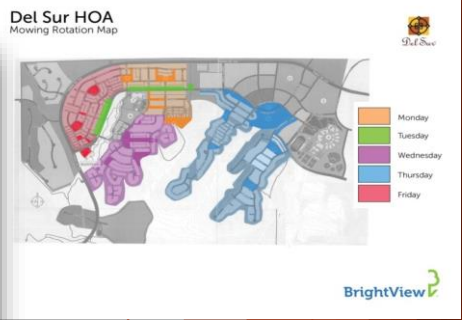 Del Sur HOA
Mowing Rotation Map
Del Sur
Monday
Tuesday
Wednesday
Thursday
Friday
BrightView